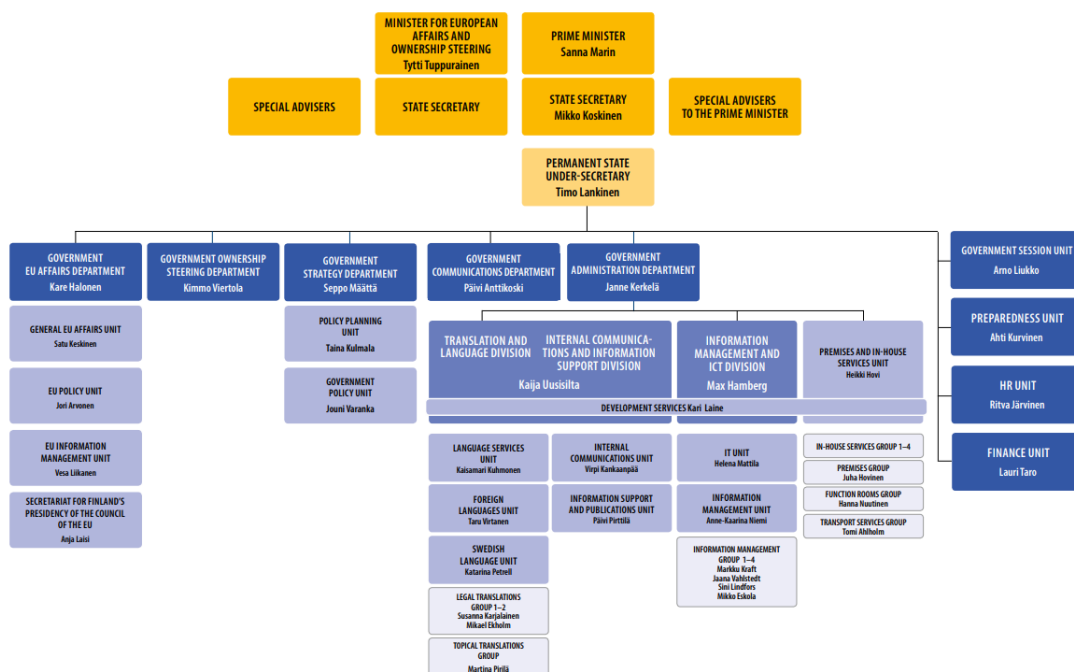 MINISTER FOR EUROPEAN
AFFAIRS AND
OWNERSHIP STEERING
Tytti Tuppurainen
PRIME MINISTER
Sanna Marin
SPECIAL ADVISERS
STATE SECRETARY
STATE SECRETARY
Mikko Koskinen
SPECIAL ADVISERS
TO THE PRIME MINISTER
PERMANENT STATE
UNDER-SECRETARY
Timo Lankinen
GOVERNMENT
EU AFFAIRS DEPARTMENT
Kare Halonen
GOVERNMENT OWNERSHIP
STEERING DEPARTMENT
Kimmo Viertola
GOVERNMENT
STRATEGY DEPARTMENT
Seppo Määttä
GOVERNMENT
COMMUNICATIONS DEPARTMENT
Päivi Anttikoski
GOVERNMENT
ADMINISTRATION DEPARTMENT
Janne Kerkelä
GOVERNMENT SESSION UNIT
Arno Liukko
PREPAREDNESS UNIT
Ahti Kurvinen
HR UNIT
Ritva Järvinen
FINANCE UNIT
Lauri Taro
GENERAL EU AFFAIRS UNIT
Satu Keskinen
EU POLICY UNIT
Jori Arvonen
EU INFORMATION
MANAGEMENT UNIT
Vesa Liikanen
SECRETARIAT FOR FINLAND'S
PRESIDENCY OF THE COUNCIL
OF THE EU
Anja Laisi
POLICY PLANNING
UNIT
Taina Kulmala
GOVERNMENT
POLICY UNIT
Jouni Varanka
TRANSLATION AND
LANGUAGE DIVISION
INTERNAL COMMUNICA-
TIONS AND INFORMATION
SUPPORT DIVISION
Kaija Uusisilta
INFORMATION
MANAGEMENT AND
ICT DIVISION
Max Hamberg
PREMISES AND IN-HOUSE
SERVICES UNIT
Heikki Hovi
DEVELOPMENT SERVICES Kari Laine
LANGUAGE SERVICES
UNIT
Kaisamari Kuhmonen
FOREIGN
LANGUAGES UNIT
Taru Virtanen
SWEDISH
LANGUAGE UNIT
Katarina Petrell
LEGAL TRANSLATIONS
GROUP 1–2
Susanna Karjalainen
Mikael Ekholm
TOPICAL TRANSLATIONS
GROUP
Martina Pirilä
INTERNAL
COMMUNICATIONS UNIT
Virpi Kankaanpää
INFORMATION SUPPORT
AND PUBLICATIONS UNIT
Päivi Pirttilä
IT UNIT
Helena Mattila
INFORMATION
MANAGEMENT UNIT
Anne-Kaarina Niemi
INFORMATION MANAGEMENT
GROUP 1–4
Markku Kraft
Jaana Vahlstedt
Sini Lindfors
Mikko Eskola
IN-HOUSE SERVICES GROUP 1–4
PREMISES GROUP
Juha Hovinen
FUNCTION ROOMS GROUP
Hanna Nuutinen
TRANSPORT SERVICES GROUP
Tomi Ahlholm